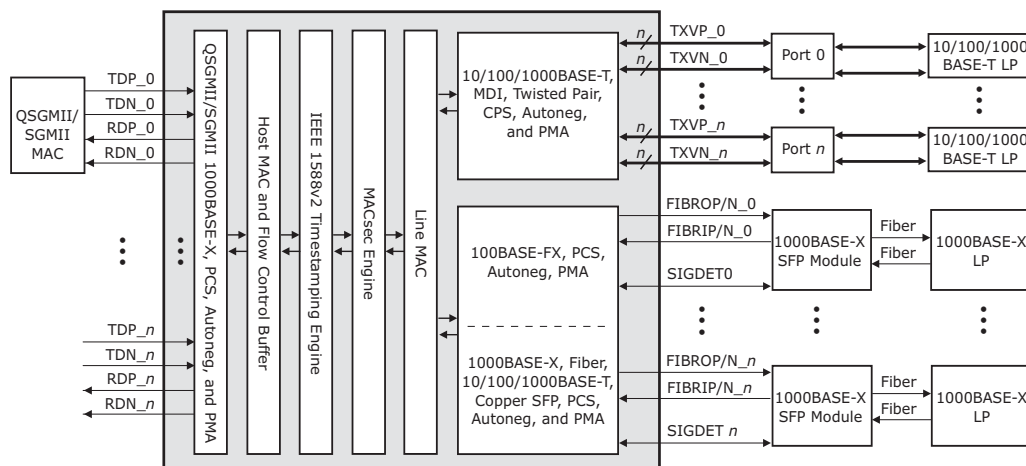 TDP_0
TDN_0
RDP_0
RDN_0
QSGMII/
SGMII
MAC
TDP_n
TDN_n
RDP_n
RDN_n
QSGMII/SGMII 1000BASE-X, PCS, Autoneg, and PMA
Host MAC and Flow Control Buffer
IEEE 1588v2 Timestamping Engine
MACsec Engine
Line MAC
10/100/1000BASE-T,
MDI, Twisted Pair,
CPS, Autoneg,
and PMA
100BASE-FX, PCS,
Autoneg, PMA
1000BASE-X, Fiber,
10/100/1000BASE-T,
Copper SFP, PCS,
Autoneg, and PMA
n
TXVP_0
n
TXVN_0
n
TXVP_n
n
TXVN_n
Port 0
Port n
10/100/1000
BASE-T LP
10/100/1000
BASE-T LP
FIBROP/N_0
FIBRIP/N_0
SIGDET0
1000BASE-X
SFP Module
Fiber
Fiber
1000BASE-X
LP
FIBROP/N_n
FIBRIP/N_n
SIGDET n
1000BASE-X
SFP Module
Fiber
Fiber
1000BASE-X
LP